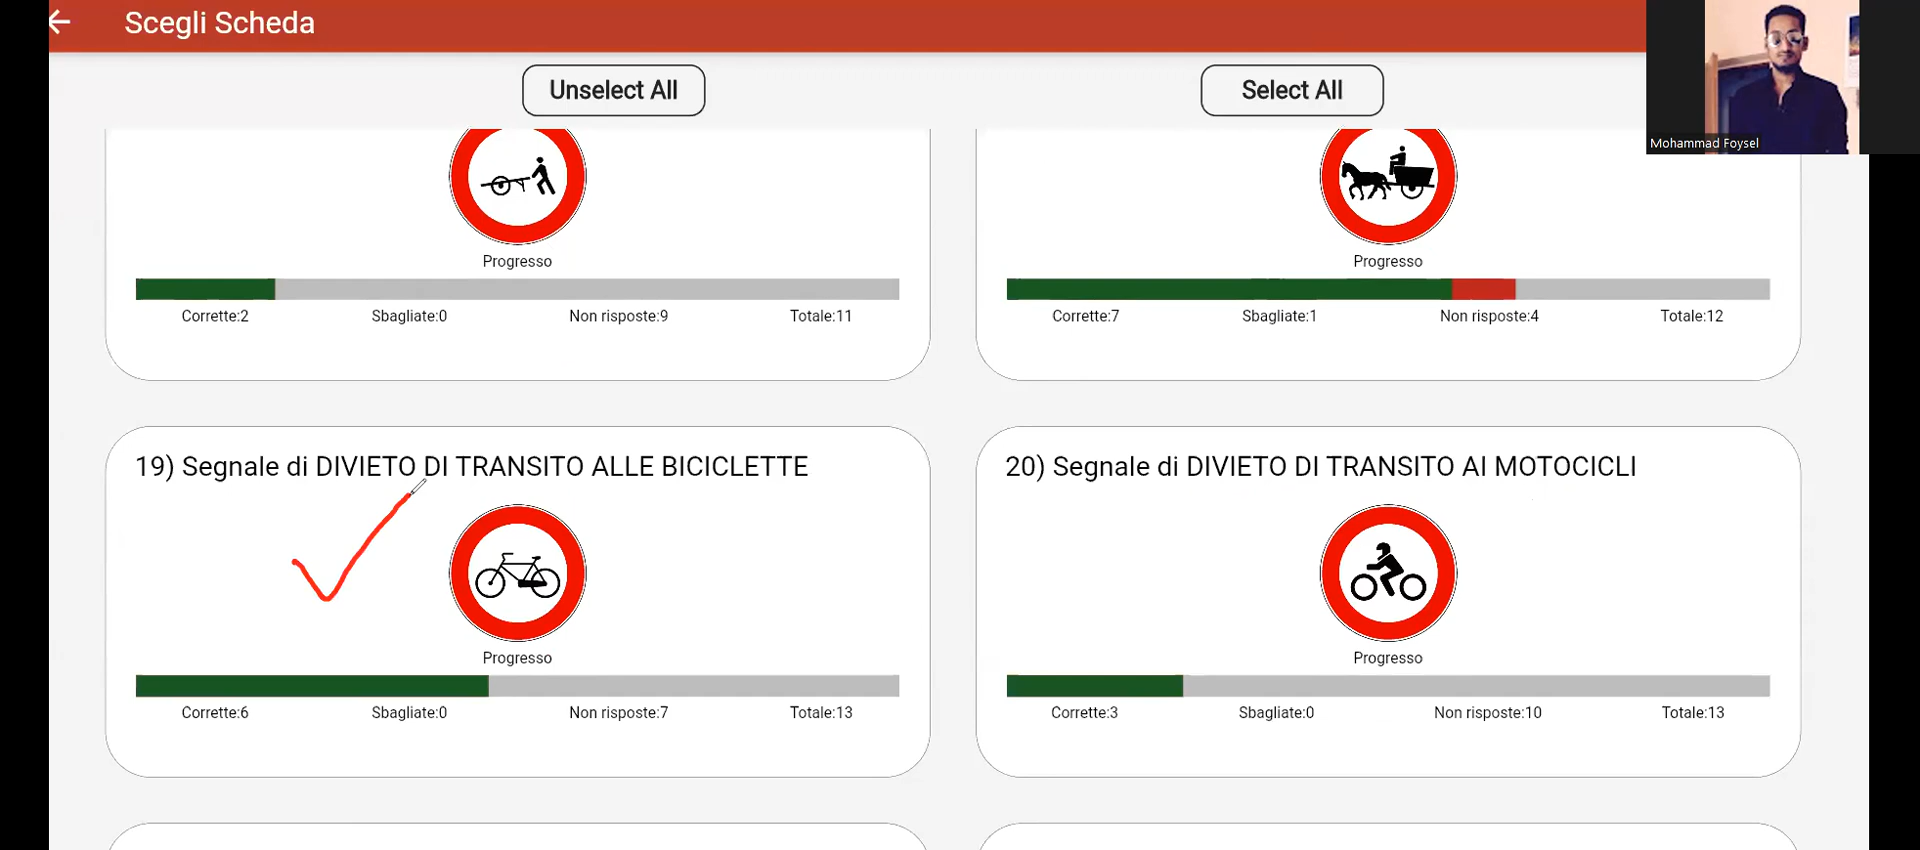 Scegli Scheda
Unselect All
Select All
Mohammad Foysel
Progresso
Corrette:2 Sbagliate:0 Non risposte:9 Totale:11
Progresso
Corrette:7 Sbagliate:1 Non risposte:4 Totale:12
19) Segnale di DIVIETO DI TRANSITO ALLE BICICLETTE
Progresso
Corrette:6 Sbagliate:0 Non risposte:7 Totale:13
20) Segnale di DIVIETO DI TRANSITO AI MOTOCICLI
Progresso
Corrette:3 Sbagliate:0 Non risposte:10 Totale:13